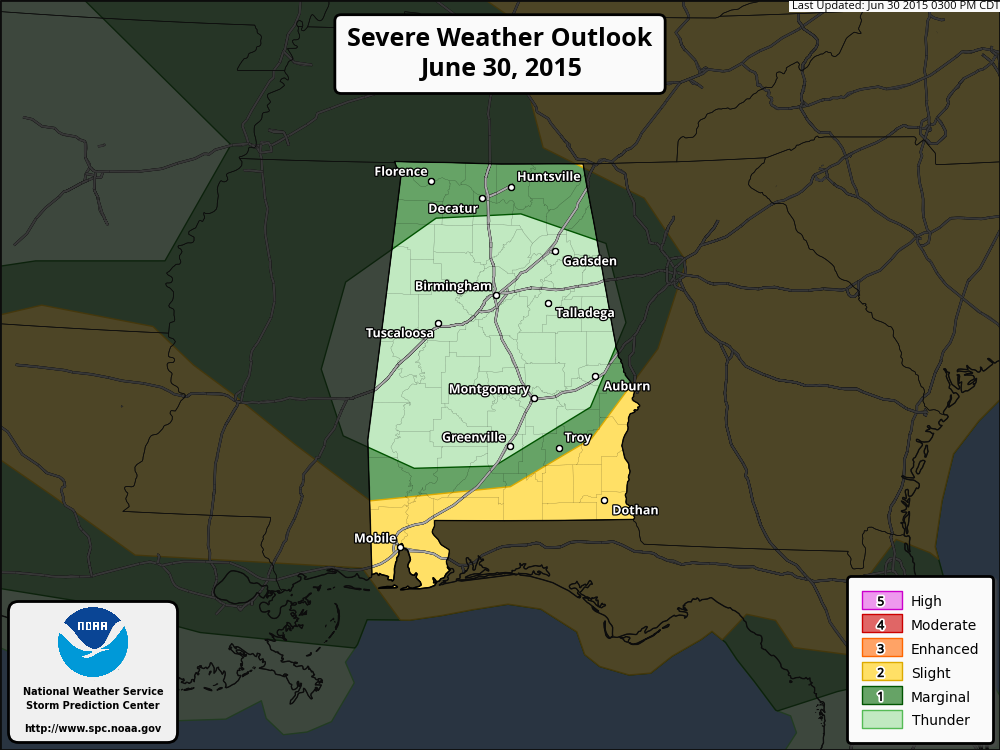 Last Updated: Jun 30 2015 0300 PM CDT
Severe Weather Outlook
June 30, 2015
Florence
Huntsville
Decatur
Gadsden
Birmingham
Talladega
Tuscaloosa
Auburn
Montgomery
Greenville
Troy
Dothan
Mobile
NOAA
National Weather Service
Storm Prediction Center
http://www.spc.noaa.gov
5 High
4 Moderate
3 Enhanced
2 Slight
1 Marginal
Thunder